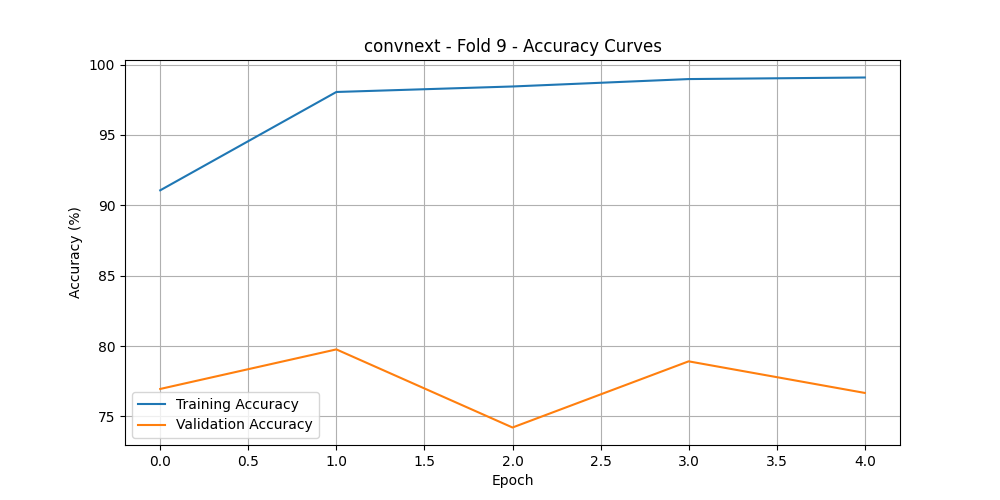 convnext - Fold 9 - Accuracy Curves
100
95
90
85
80
75
Accuracy (%)
Training Accuracy
Validation Accuracy
0.0 0.5 1.0 1.5 2.0 2.5 3.0 3.5 4.0
Epoch